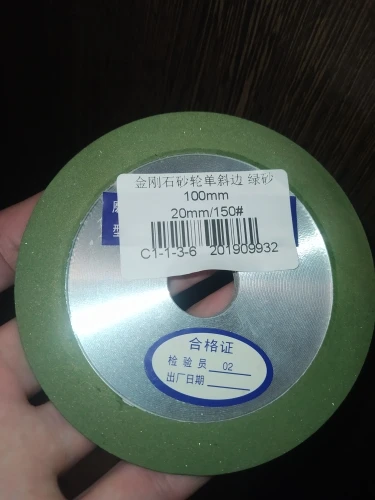 金刚石砂轮单斜边 绿砂
100mm
20mm/150#
C1-1-3-6 201909932
合格证
检验员 02
出厂日期